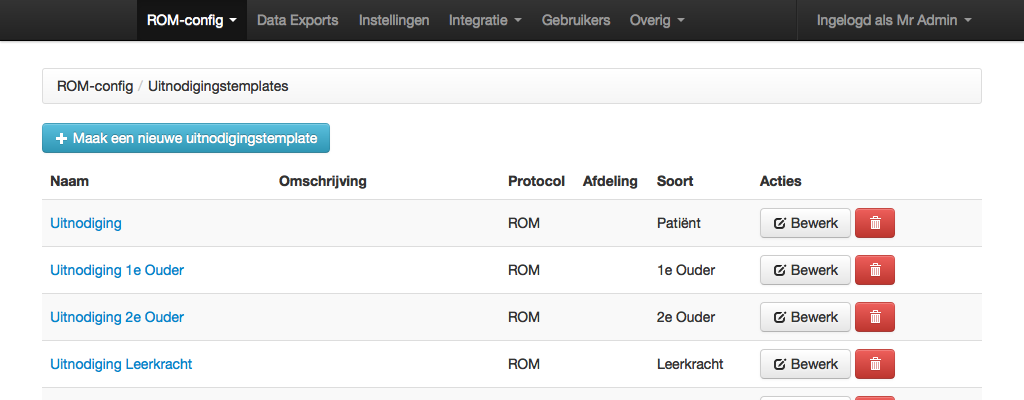 ROM-config Data Exports Instellingen Integratie Gebruikers Overig Ingelogd als Mr Admin
ROM-config / Uitnodigingstemplates
Maak een nieuwe uitnodigingstemplate
Naam Omschrijving Protocol Afdeling Soort Acties
Uitnodiging ROM Patiënt Bewerk
Uitnodiging 1e Ouder ROM 1e Ouder Bewerk
Uitnodiging 2e Ouder ROM 2e Ouder Bewerk
Uitnodiging Leerkracht ROM Leerkracht Bewerk